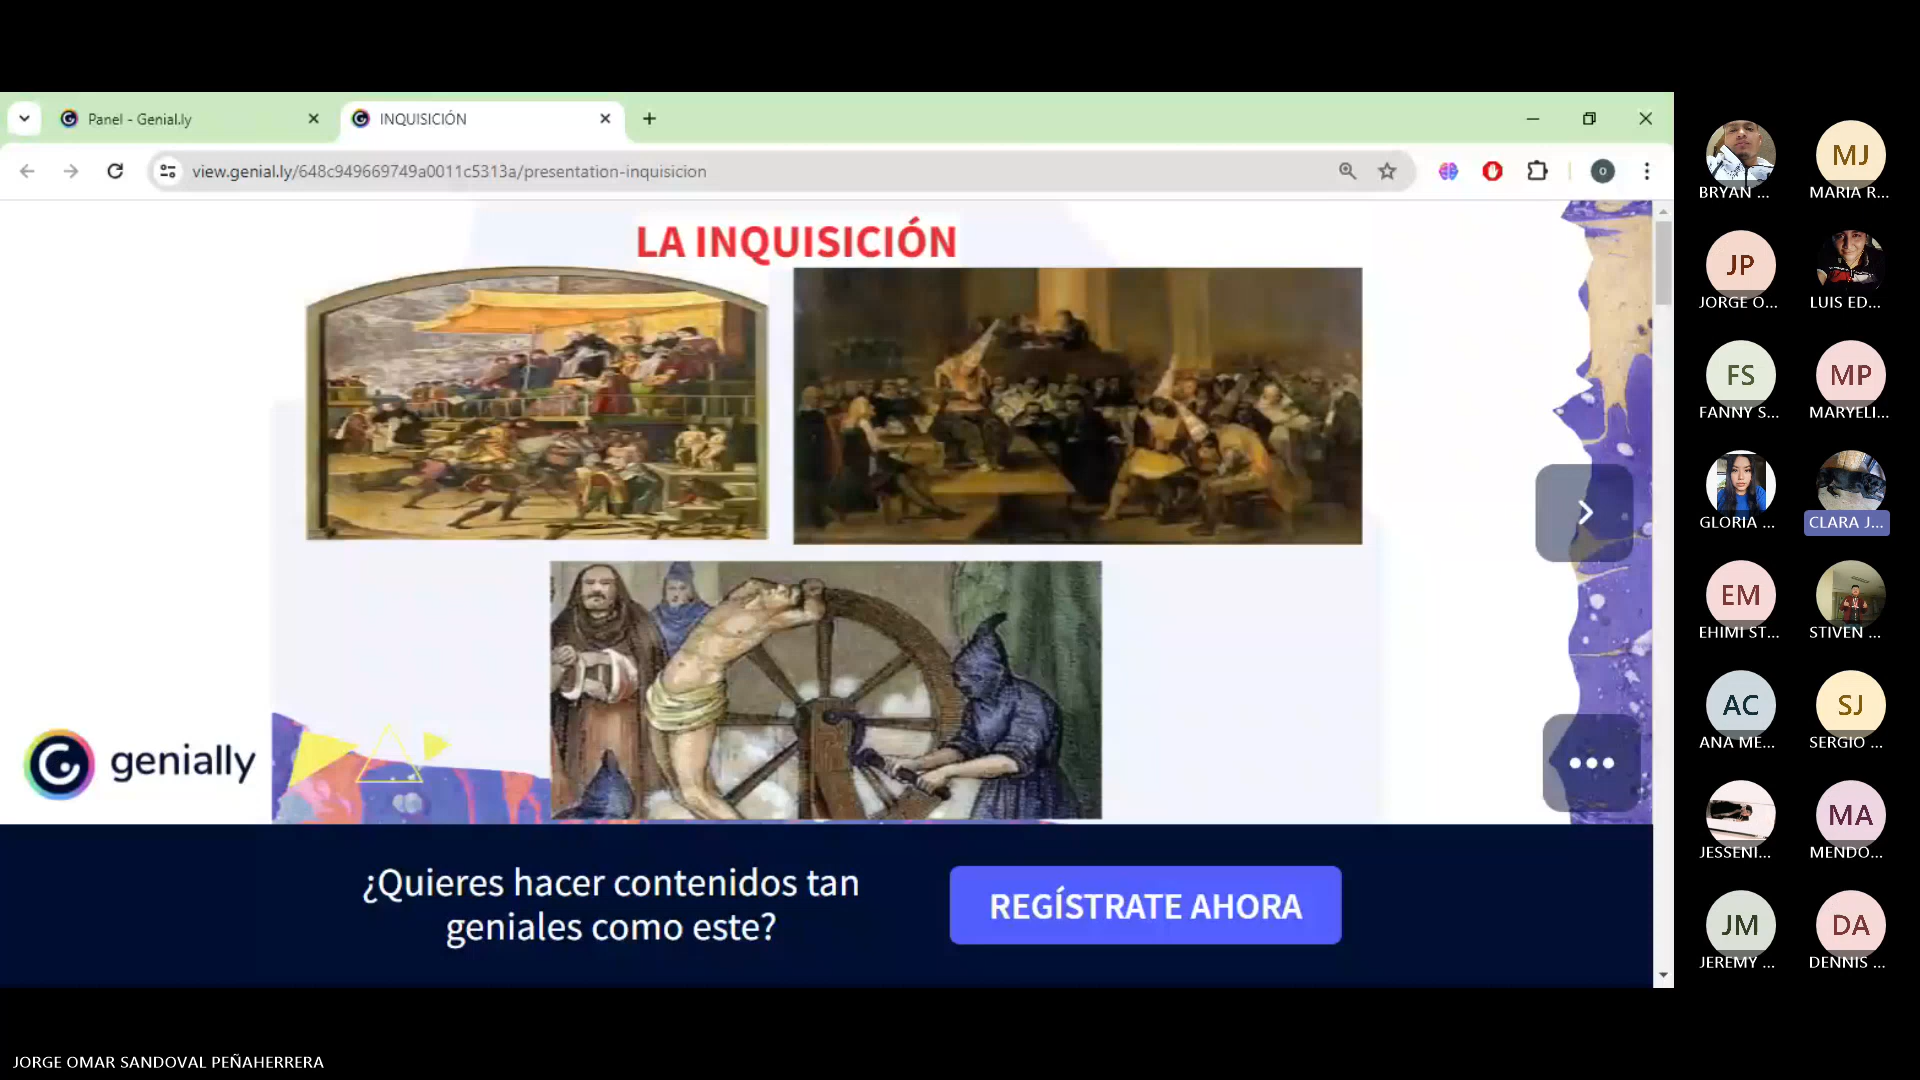 Panel - Genial.ly
INQUISICIÓN
view.genial.ly/648c949669749a0011c5313a/presentation-inquisicion
O
LA INQUISICIÓN
genially
¿Quieres hacer contenidos tan
geniales como este?
REGÍSTRATE AHORA
BRYAN ...
MJ
MARIA R...
JP
JORGE O...
LUIS ED...
FS
FANNY S...
MP
MARYELI...
GLORIA ...
CLARA J...
EM
EHIMI ST...
STIVEN ...
AC
ANA ME...
SJ
SERGIO ...
JESSENI...
MA
MENDO...
JM
JEREMY ...
DA
DENNIS ...
JORGE OMAR SANDOVAL PEÑAHERRERA